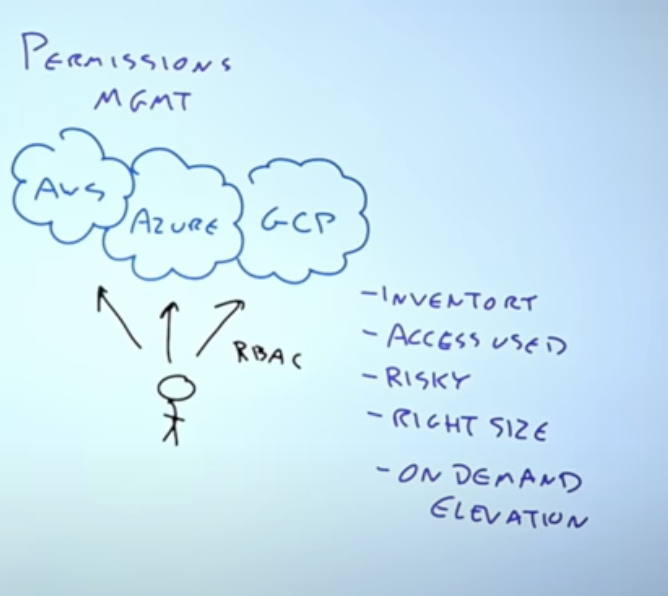 PERMISSIONS
MGMT
AWS
AZURE
GCP
RBAC
- INVENTORY
- ACCESS USED
- RISKY
- RIGHT SIZE
- ON DEMAND
ELEVATION